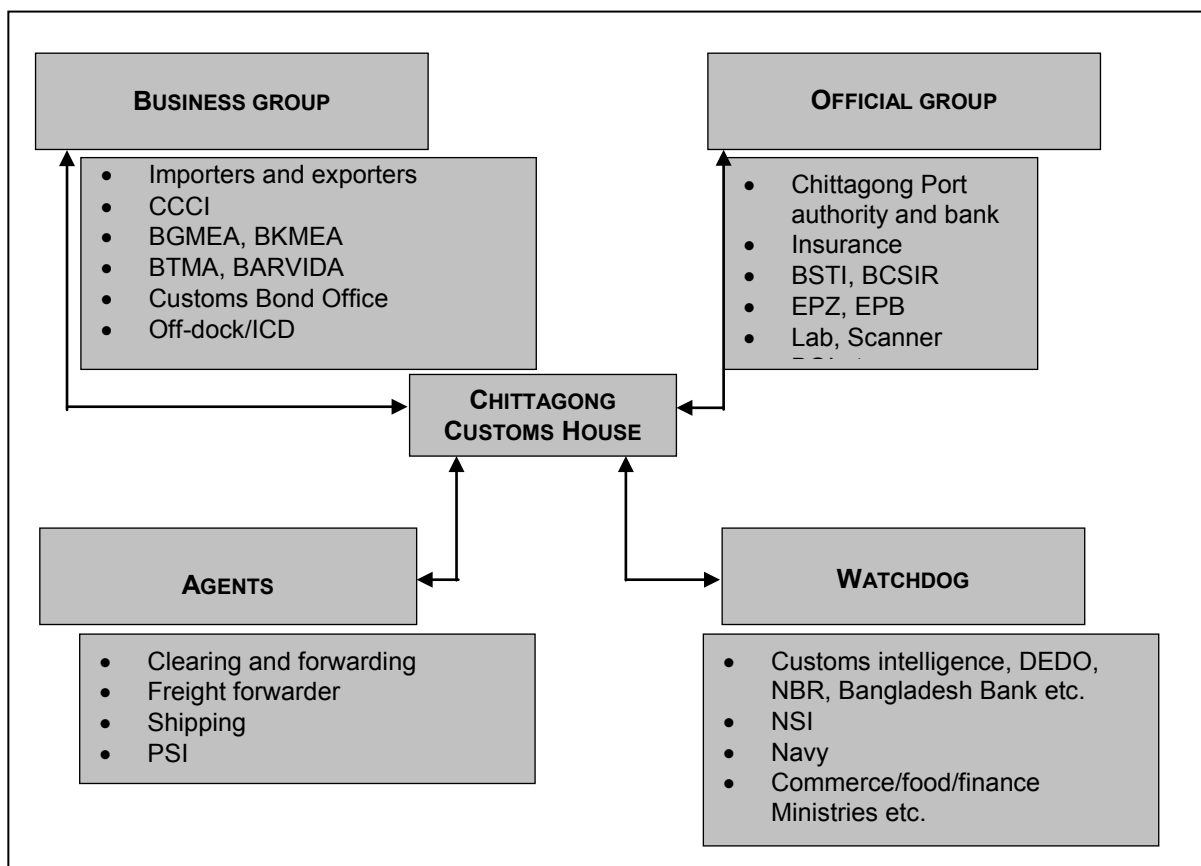 BUSINESS GROUP
• Importers and exporters
• CCCI
• BGMEA, BKMEA
• BTMA, BARVIDA
• Customs Bond Office
• Off-dock/ICD
OFFICIAL GROUP
• Chittagong Port
authority and bank
• Insurance
• BSTI, BCSIR
• EPZ, EPB
• Lab, Scanner
CHITTAGONG
CUSTOMS HOUSE
AGENTS
• Clearing and forwarding
• Freight forwarder
• Shipping
• PSI
WATCHDOG
• Customs intelligence, DEDO,
NBR, Bangladesh Bank etc.
• NSI
• Navy
• Commerce/food/finance
Ministries etc.